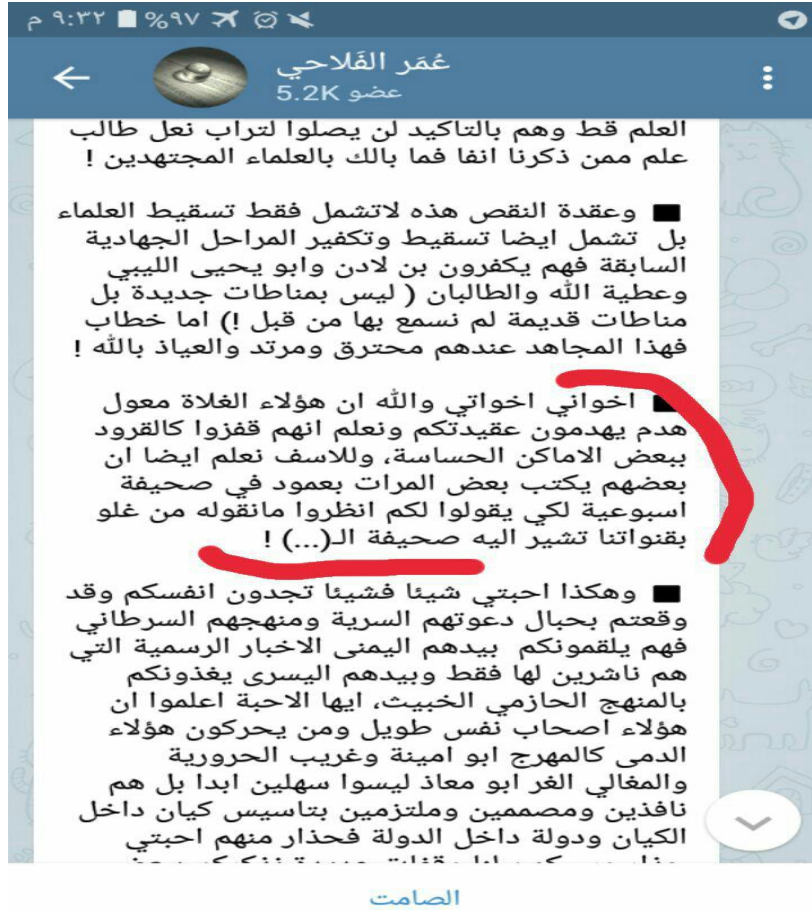 ٩:٣٢ م %٩٧
عُمَر الفَلاحي
5.2K عضو
العلم قط وهم بالتاكيد لن يصلوا لتراب نعل طالب
علم ممن ذكرنا انفا فما بالك بالعلماء المجتهدين !
■ وعقدة النقص هذه لاتشمل فقط تسقيط العلماء
بل تشمل ايضا تسقيط وتكفير المراحل الجهادية
السابقة فهم يكفرون بن لادن وابو يحيى الليبي
وعطية الله والطالبان ( ليس بمناطات جديدة بل
مناطات قديمة لم نسمع بها من قبل !) اما خطاب
فهذا المجاهد عندهم محترق ومرتد والعياذ بالله !
■ اخواني اخواتي والله ان هؤلاء الغلاة معول
هدم يهدمون عقيدتكم ونعلم انهم قفزوا كالقرود
ببعض الاماكن الحساسة، وللاسف نعلم ايضا ان
بعضهم يكتب بعض المرات بعمود في صحيفة
اسبوعية لكي يقولوا لكم انظروا مانقوله من غلو
بقنواتنا تشير اليه صحيفة الـ(...) !
■ وهكذا احبتي شيئا فشيئا تجدون انفسكم وقد
وقعتم بحبال دعوتهم السرية ومنهجهم السرطاني
فهم يلقمونكم بيدهم اليمنى الاخبار الرسمية التي
هم ناشرين لها فقط وبيدهم اليسرى يغذونكم
بالمنهج الحازمي الخبيث، ايها الاحبة اعلموا ان
هؤلاء اصحاب نفس طويل ومن يحركون هؤلاء
الدمى كالمهرج ابو امينة وغريب الحرورية
والمغالي الغر ابو معاذ ليسوا سهلين ابدا بل هم
نافذين ومصممين وملتزمين بتاسيس كيان داخل
الكيان ودولة داخل الدولة فحذار منهم احبتي
الصامت